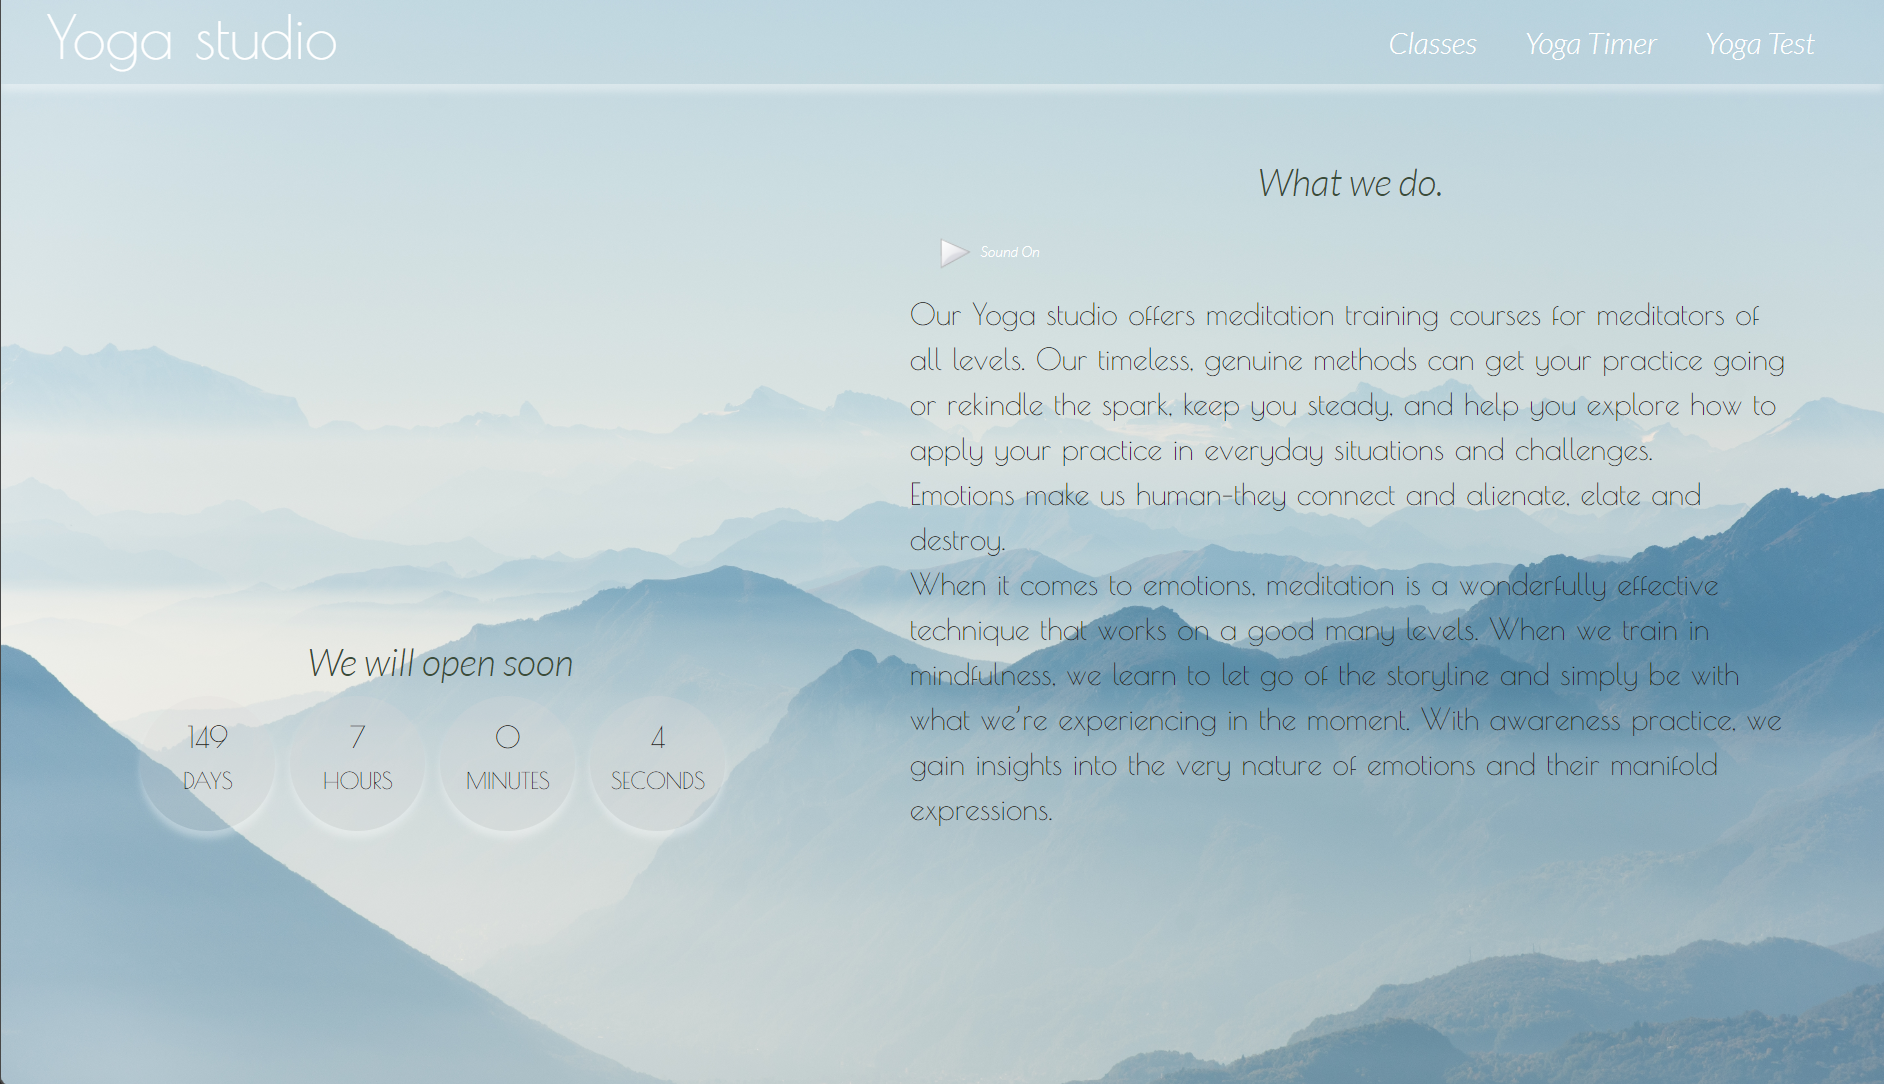 Yoga studio
Classes
Yoga Timer
Yoga Test
What we do.
Sound On
Our Yoga studio offers meditation training courses for meditators of
all levels. Our timeless, genuine methods can get your practice going
or rekindle the spark, keep you steady, and help you explore how to
apply your practice in everyday situations and challenges.
Emotions make us human–they connect and alienate, elate and
destroy.
When it comes to emotions, meditation is a wonderfully effective
technique that works on a good many levels. When we train in
mindfulness, we learn to let go of the storyline and simply be with
what we're experiencing in the moment. With awareness practice, we
gain insights into the very nature of emotions and their manifold
expressions.
We will open soon
149
DAYS
7
HOURS
0
MINUTES
4
SECONDS